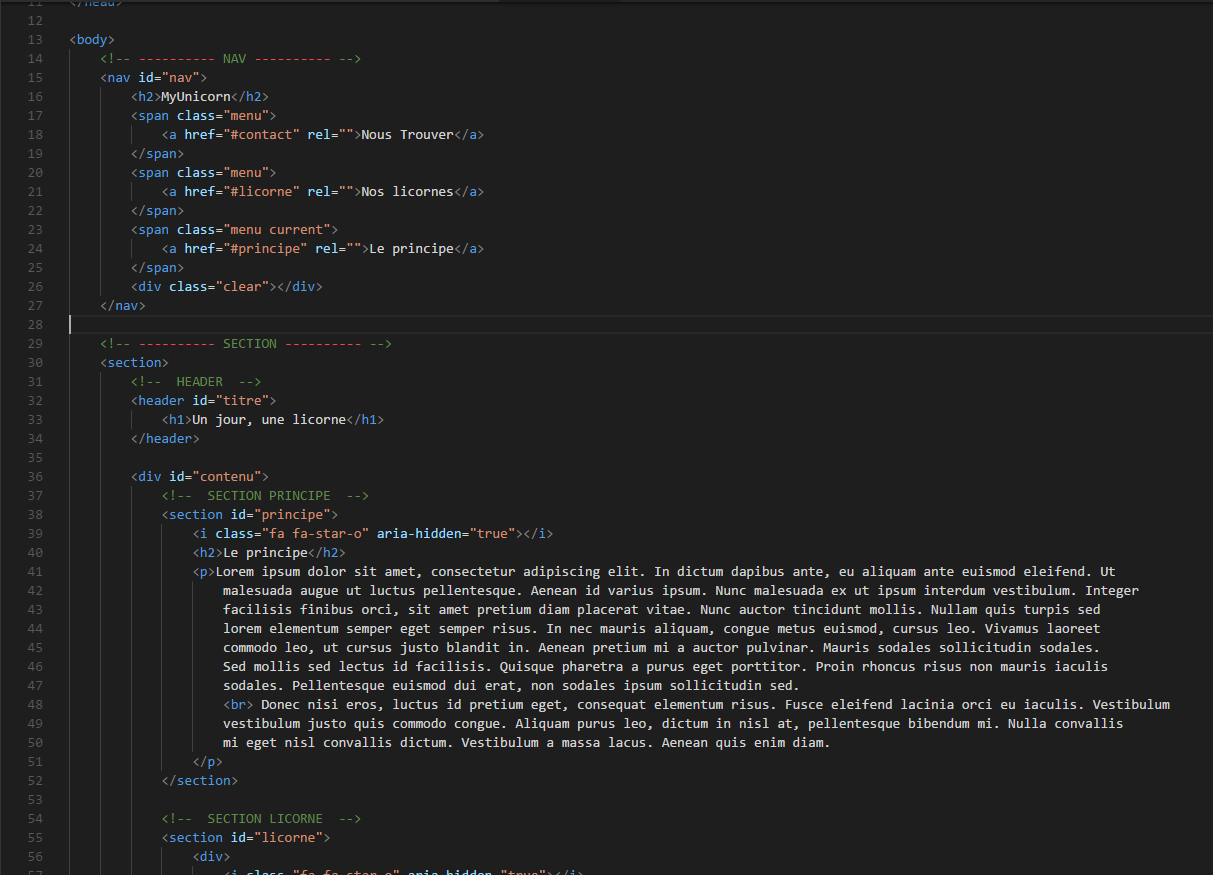 11 </head>
12
13 <body>
14 <!-- ---------- NAV ---------- -->
15 <nav id="nav">
16 <h2>MyUnicorn</h2>
17 <span class="menu">
18 <a href="#contact" rel="">Nous Trouver</a>
19 </span>
20 <span class="menu">
21 <a href="#licorne" rel="">Nos licornes</a>
22 </span>
23 <span class="menu current">
24 <a href="#principe" rel="">Le principe</a>
25 </span>
26 <div class="clear"></div>
27 </nav>
28
29 <!-- ---------- SECTION ---------- -->
30 <section>
31 <!--  HEADER  -->
32 <header id="titre">
33 <h1>Un jour, une licorne</h1>
34 </header>
35
36 <div id="contenu">
37 <!--  SECTION PRINCIPE  -->
38 <section id="principe">
39 <i class="fa fa-star-o" aria-hidden="true"></i>
40 <h2>Le principe</h2>
41 <p>Lorem ipsum dolor sit amet, consectetur adipiscing elit. In dictum dapibus ante, eu aliquam ante euismod eleifend. Ut
42 malesuada augue ut luctus pellentesque. Aenean id varius ipsum. Nunc malesuada ex ut ipsum interdum vestibulum. Integer
43 facilisis finibus orci, sit amet pretium diam placerat vitae. Nunc auctor tincidunt mollis. Nullam quis turpis sed
44 lorem elementum semper eget semper risus. In nec mauris aliquam, congue metus euismod, cursus leo. Vivamus laoreet
45 commodo leo, ut cursus justo blandit in. Aenean pretium mi a auctor pulvinar. Mauris sodales sollicitudin sodales.
46 Sed mollis sed lectus id facilisis. Quisque pharetra a purus eget porttitor. Proin rhoncus risus non mauris iaculis
47 sodales. Pellentesque euismod dui erat, non sodales ipsum sollicitudin sed.
48 <br> Donec nisi eros, luctus id pretium eget, consequat elementum risus. Fusce eleifend lacinia orci eu iaculis. Vestibulum
49 vestibulum justo quis commodo congue. Aliquam purus leo, dictum in nisl at, pellentesque bibendum mi. Nulla convallis
50 mi eget nisl convallis dictum. Vestibulum a massa lacus. Aenean quis enim diam.
51 </p>
52 </section>
53
54 <!--  SECTION LICORNE  -->
55 <section id="licorne">
56 <div>
57 <i class="fa fa-star-o" aria-hidden="true"></i>